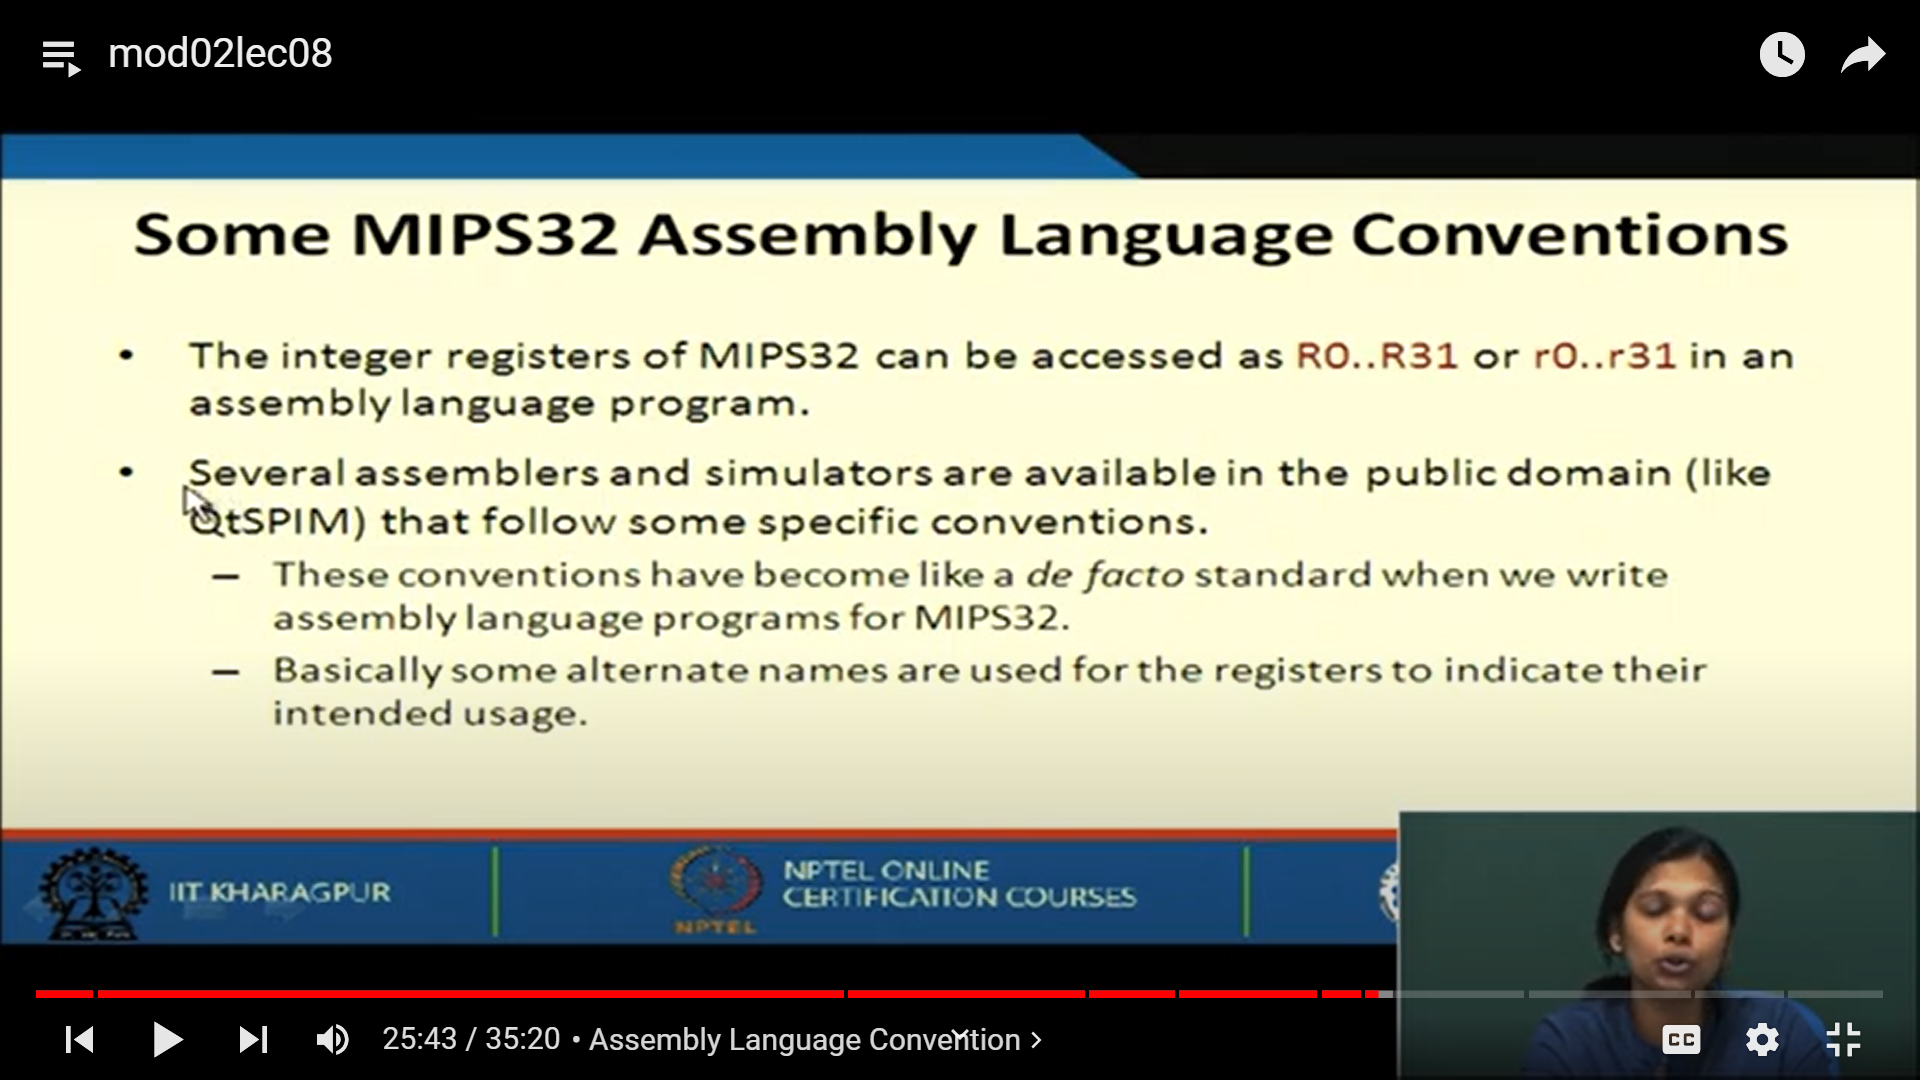 mod02lec08
Some MIPS32 Assembly Language Conventions
• The integer registers of MIPS32 can be accessed as R0..R31 or r0..r31 in an
assembly language program.
• Several assemblers and simulators are available in the public domain (like
QtSPIM) that follow some specific conventions.
– These conventions have become like a de facto standard when we write
assembly language programs for MIPS32.
– Basically some alternate names are used for the registers to indicate their
intended usage.
IIT KHARAGPUR
NPTEL
NPTEL ONLINE
CERTIFICATION COURSES
25:43 / 35:20 • Assembly Language Convention >
CC